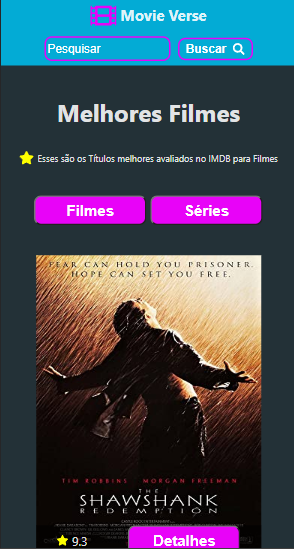 Movie Verse
Pesquisar
Buscar
Melhores Filmes
Esses são os Títulos melhores avaliados no IMDB para Filmes
Filmes
Séries
FEAR CAN HOLD YOU PRISONER.
HOPE CAN SET YOU FREE.
TIM ROBBINS
MORGAN FREEMAN
THE
SHAWSHANK
REDEMPTION
9.3
Detalhes